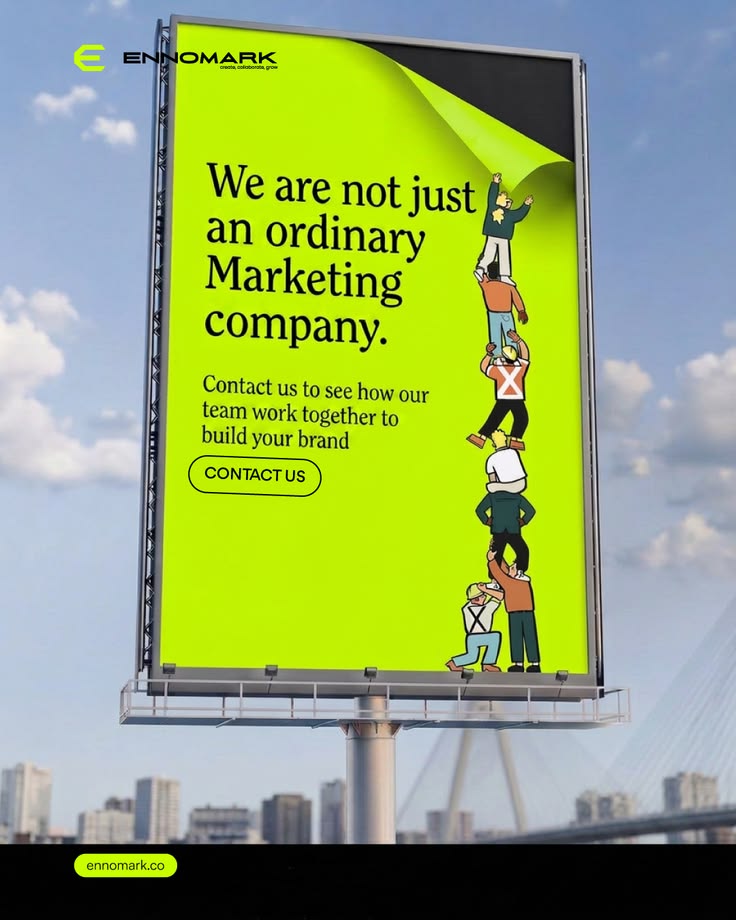 ENNOMARK
create, collaborate, grow
We are not just
an ordinary
Marketing
company.
Contact us to see how our
team work together to
build your brand
CONTACT US
ennomark.co